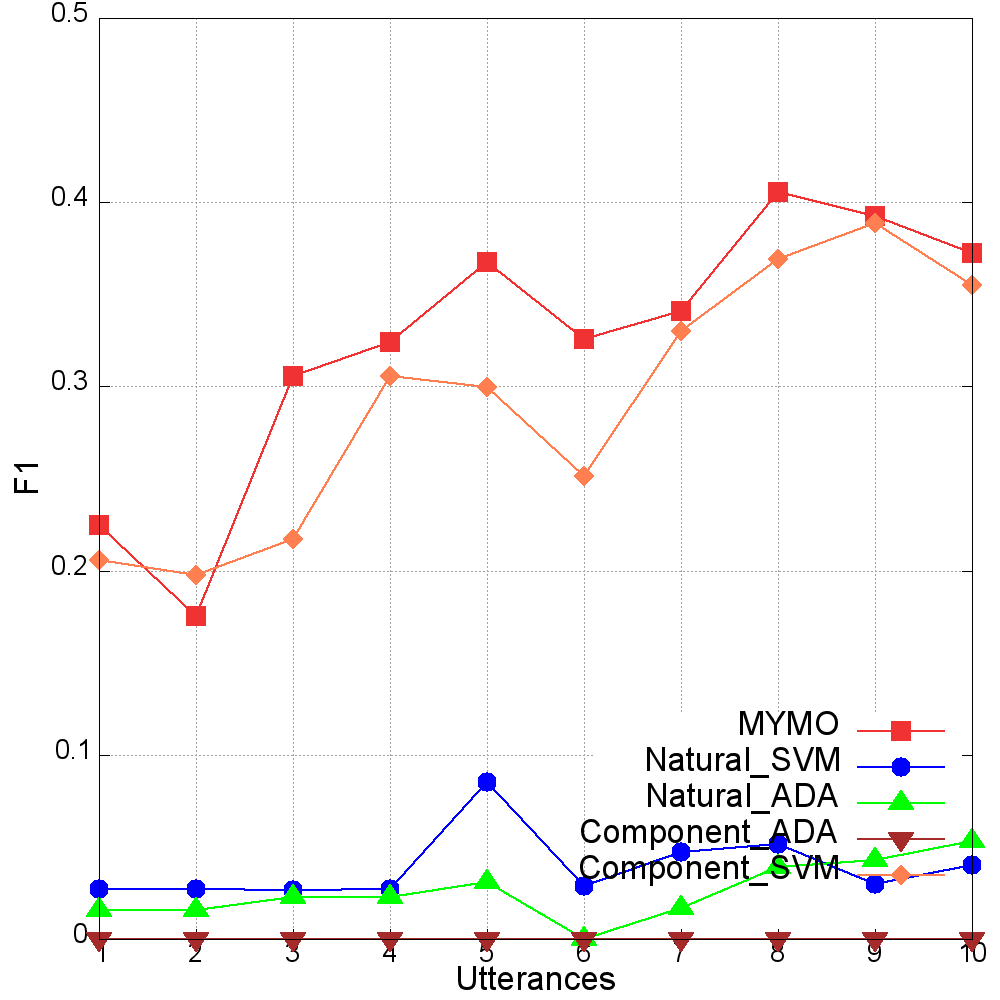 0.5
0.4
0.3
0.2
0.1
0
F1
MYMO
Natural_SVM
Natural_ADA
Component_ADA
Component_SVM
1 2 3 4 5 6 7 8 9 10
Utterances